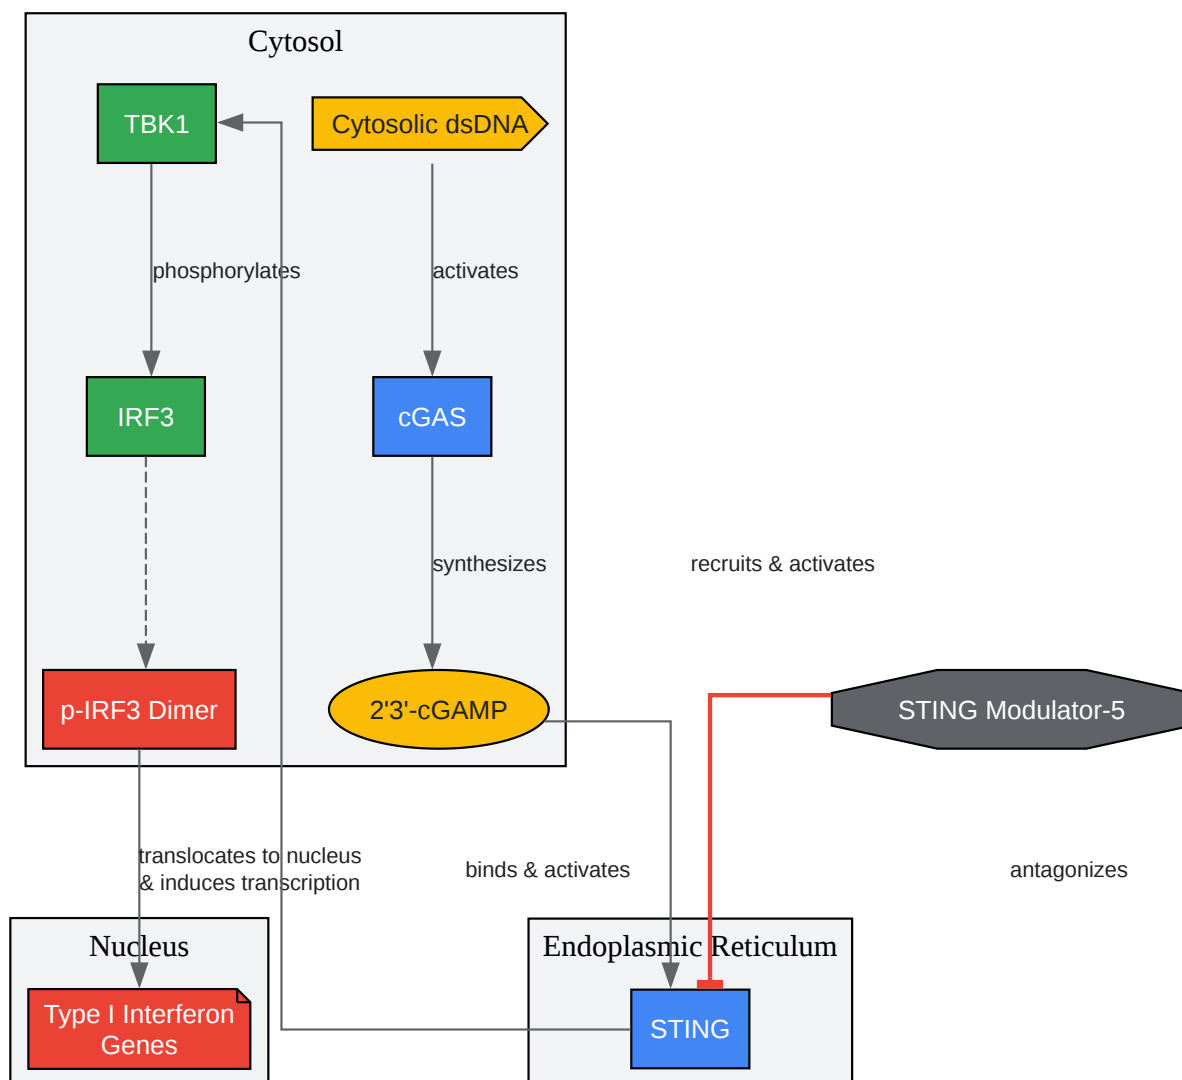 Cytosol
TBK1
Cytosolic dsDNA
phosphorylates
activates
IRF3
cGAS
synthesizes
recruits & activates
p-IRF3 Dimer
2'3'-cGAMP
STING Modulator-5
translocates to nucleus
& induces transcription
binds & activates
antagonizes
Nucleus
Endoplasmic Reticulum
Type I Interferon
Genes
STING